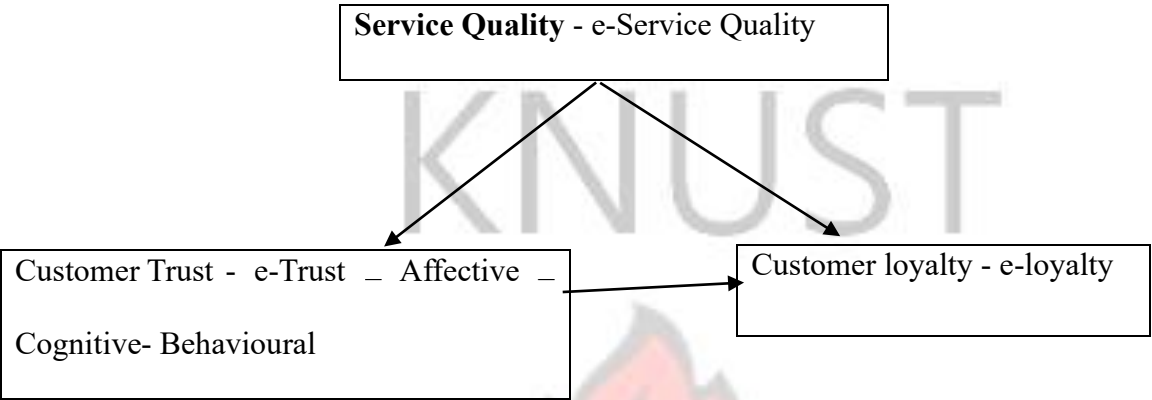 Service Quality - e-Service Quality
KNUST
Customer Trust - e-Trust – Affective –
Cognitive- Behavioural
Customer loyalty - e-loyalty